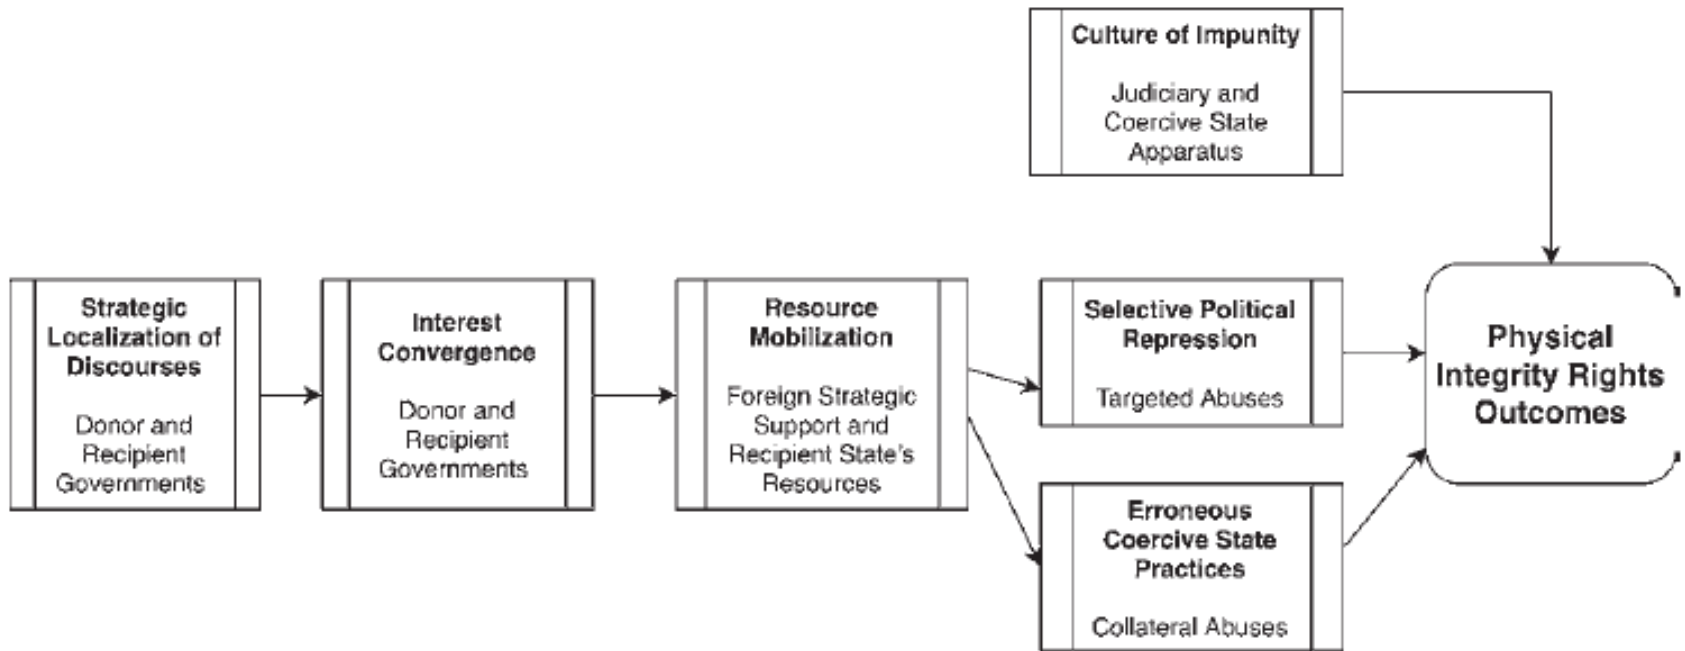 Culture of Impunity
Judiciary and
Coercive State
Apparatus
Strategic
Localization of
Discourses
Donor and
Recipient
Governments
Interest
Convergence
Donor and
Recipient
Governments
Resource
Mobilization
Foreign Strategic
Support and
Recipient State's
Resources
Selective Political
Repression
Targeted Abuses
Erroneous
Coercive State
Practices
Collateral Abuses
Physical
Integrity Rights
Outcomes